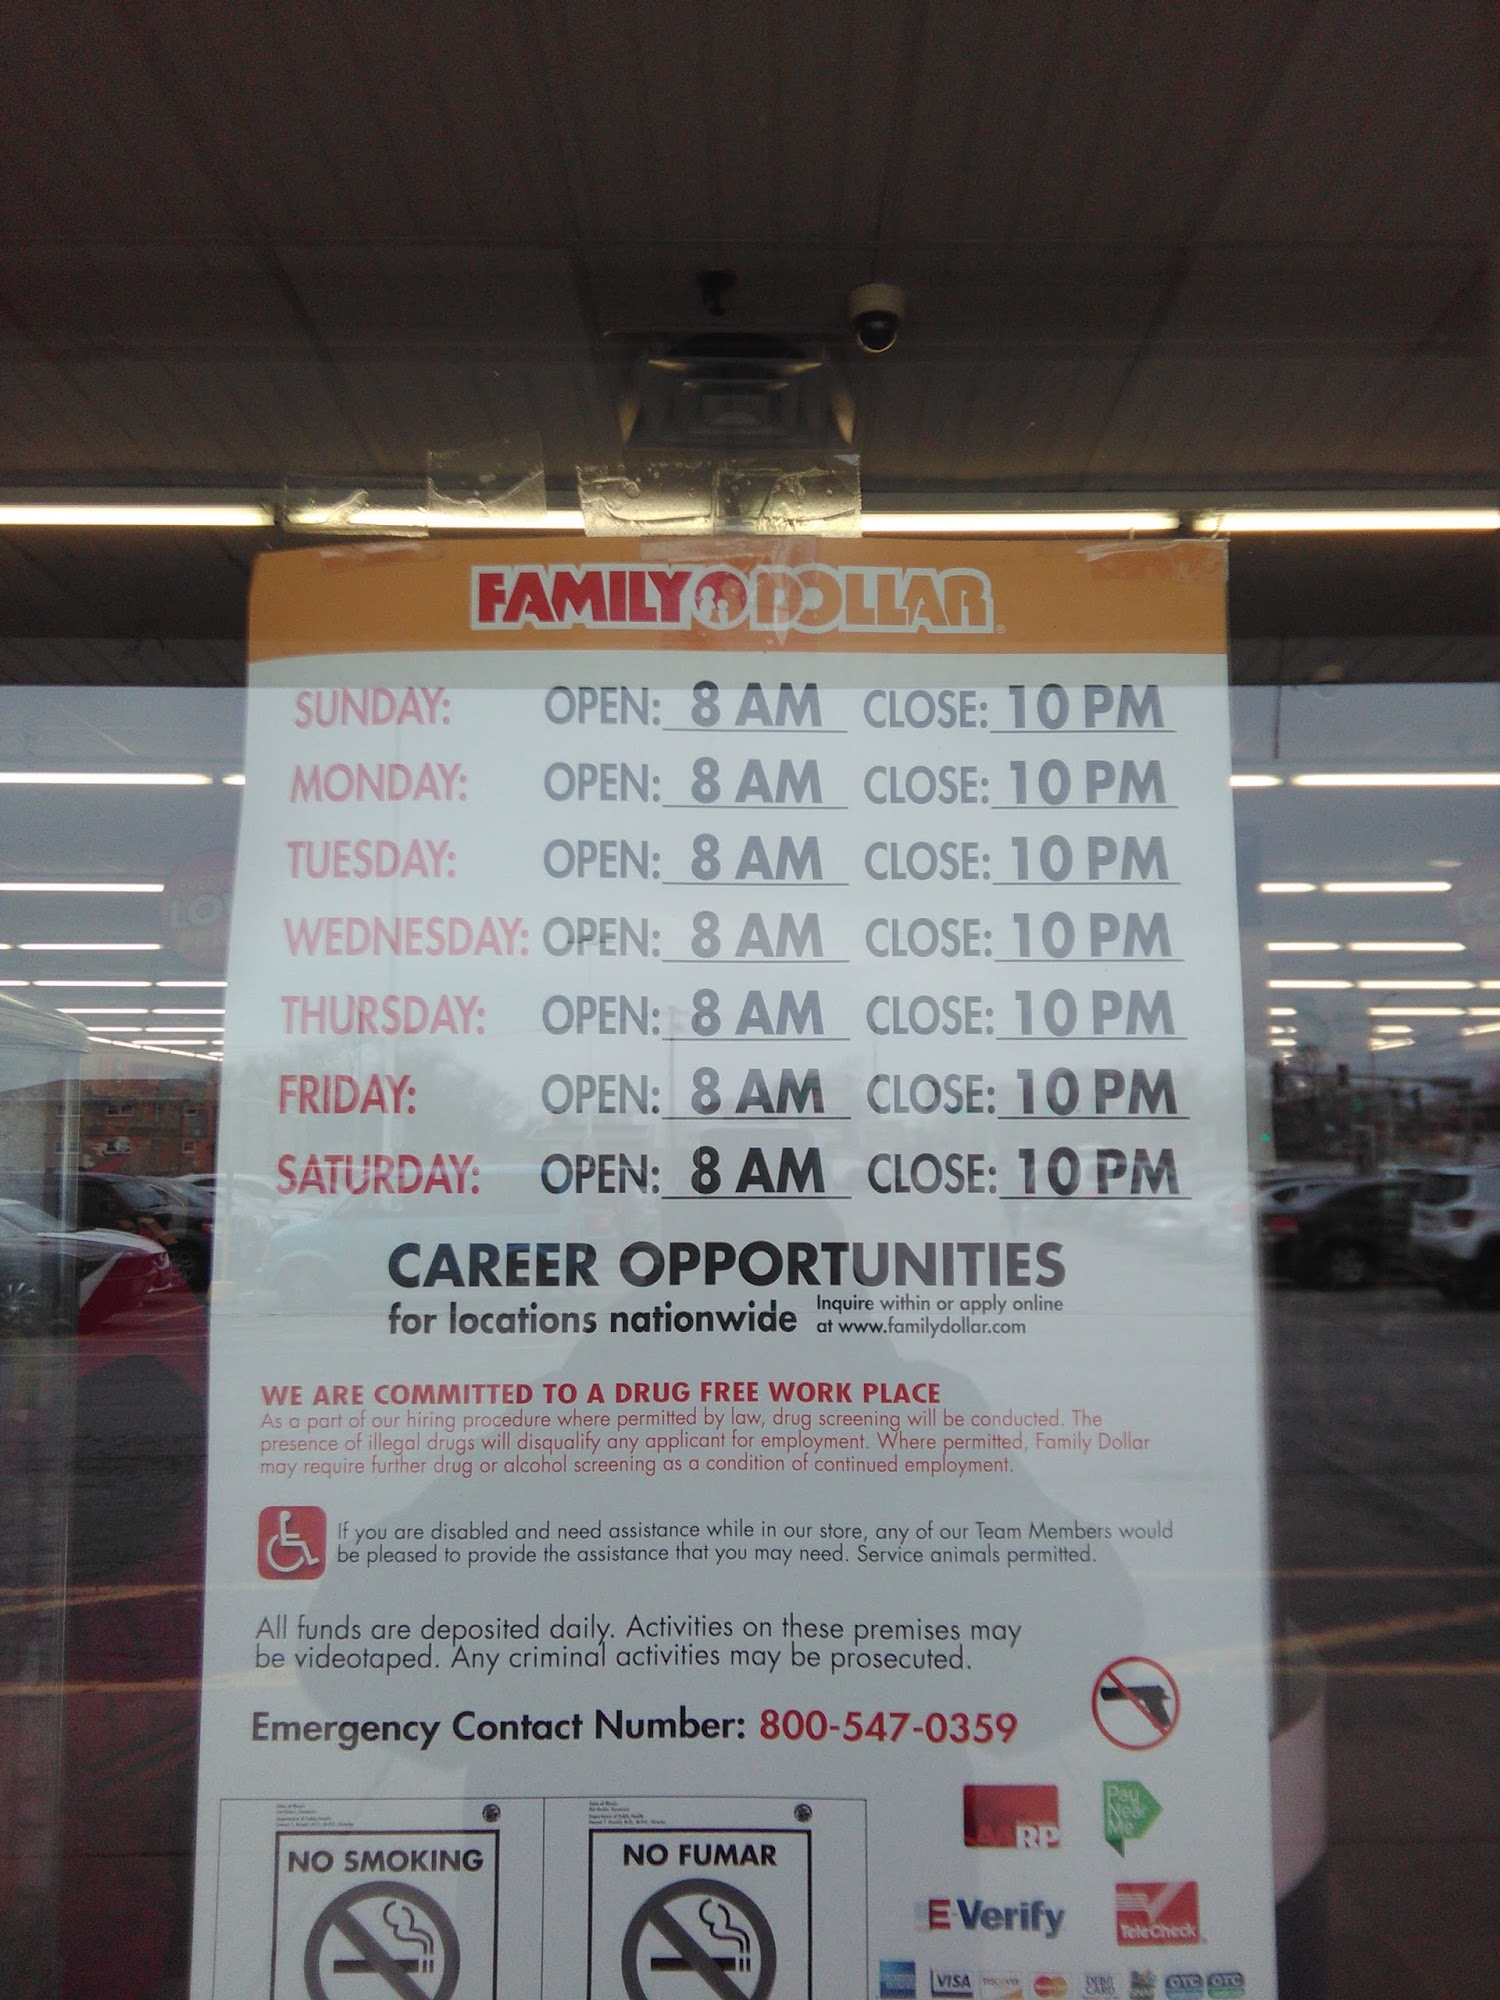 FAMILY DOLLAR
SUNDAY: OPEN: 8 AM CLOSE: 10 PM
MONDAY: OPEN: 8 AM CLOSE: 10 PM
TUESDAY: OPEN: 8 AM CLOSE: 10 PM
WEDNESDAY: OPEN: 8 AM CLOSE: 10 PM
THURSDAY: OPEN: 8 AM CLOSE: 10 PM
FRIDAY: OPEN: 8 AM CLOSE: 10 PM
SATURDAY: OPEN: 8 AM CLOSE: 10 PM
CAREER OPPORTUNITIES
for locations nationwide Inquire within or apply online
at www.familydollar.com
WE ARE COMMITTED TO A DRUG FREE WORK PLACE
As a part of our hiring procedure where permitted by law, drug screening will be conducted. The
presence of illegal drugs will disqualify any applicant for employment. Where permitted, Family Dollar
may require further drug or alcohol screening as a condition of continued employment.
If you are disabled and need assistance while in our store, any of our Team Members would
be pleased to provide the assistance that you may need. Service animals permitted.
All funds are deposited daily. Activities on these premises may
be videotaped. Any criminal activities may be prosecuted.
Emergency Contact Number: 800-547-0359
AARP
Pay
Near
Me
NO SMOKING
NO FUMAR
E-Verify
TeleCheck
VISA DISCOVER DEBIT CARD OTC OTC